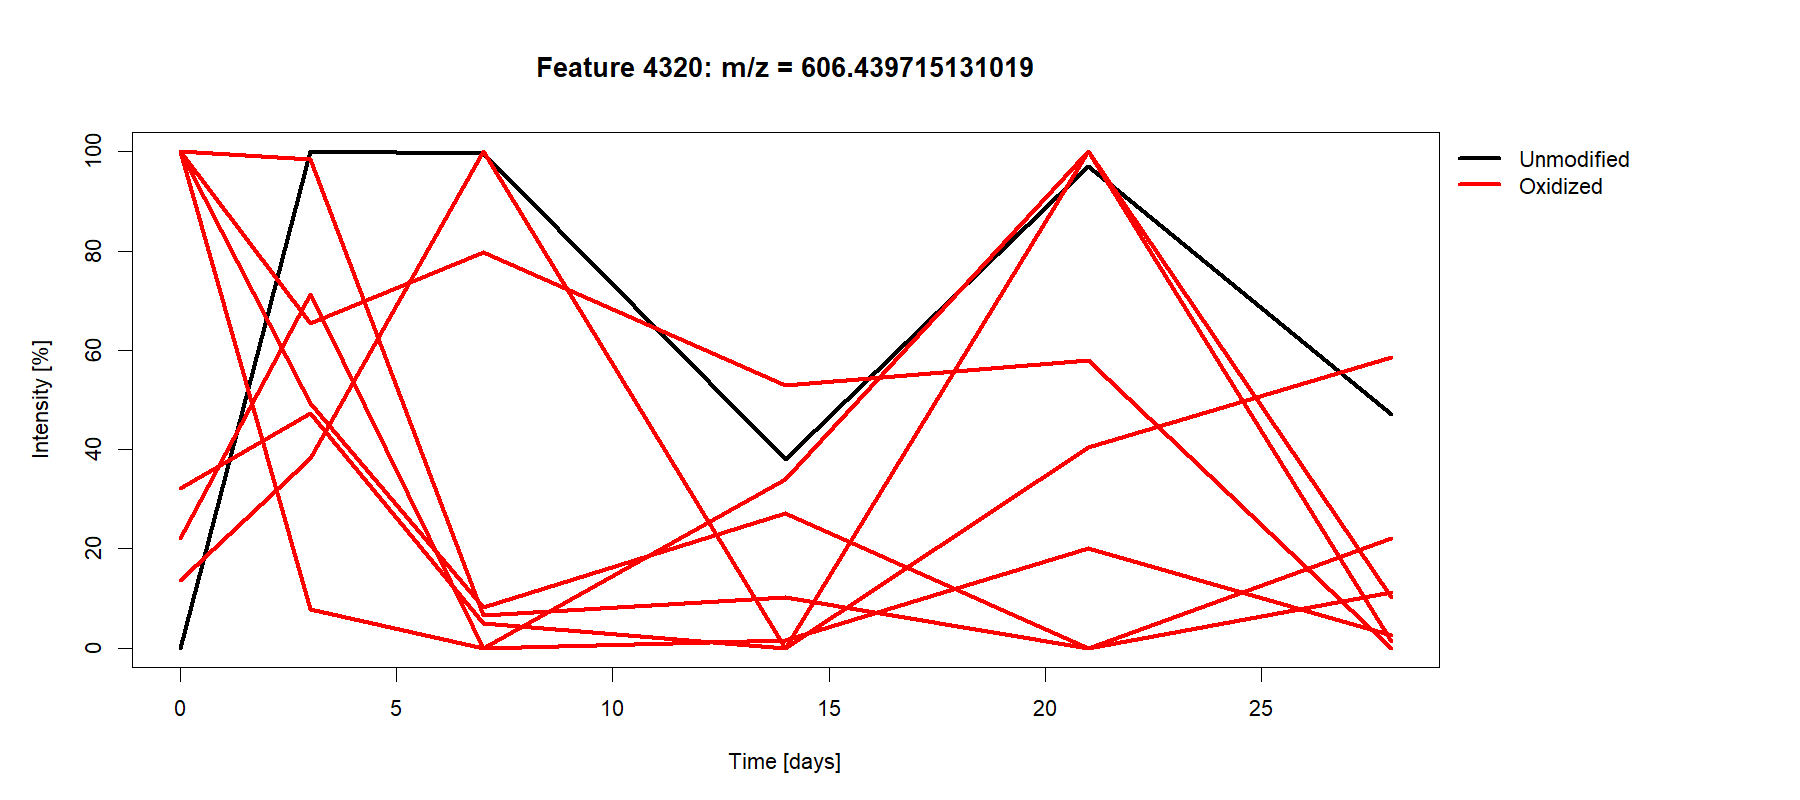 Feature 4320: m/z = 606.439715131019
Unmodified
Oxidized
Intensity [%]
100
80
60
40
20
0
0 5 10 15 20 25
Time [days]